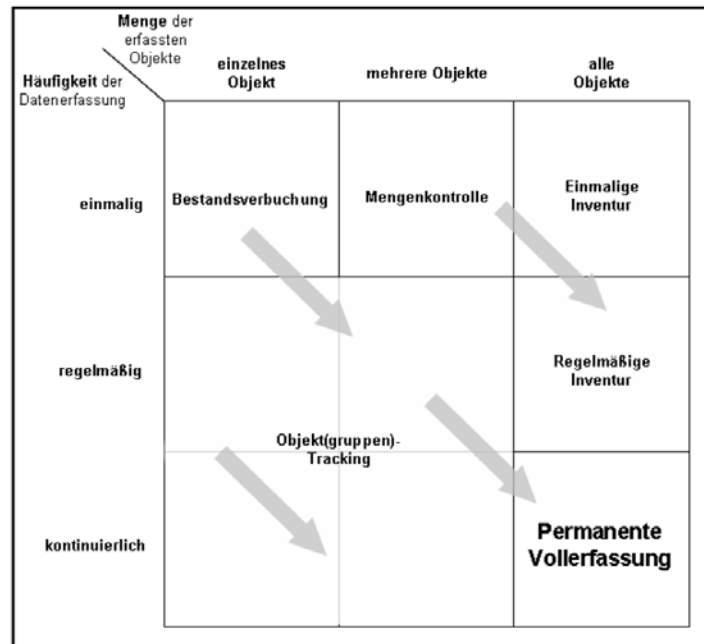 Menge der
erfassten
Objekte
Häufigkeit der
Datenerfassung
einzelnes
Objekt
mehrere Objekte
alle
Objekte
einmalig
Bestandsverbuchung
Mengenkontrolle
Einmalige
Inventur
regelmäßig
Regelmäßige
Inventur
Objekt(gruppen)-
Tracking
kontinuierlich
Permanente
Vollerfassung